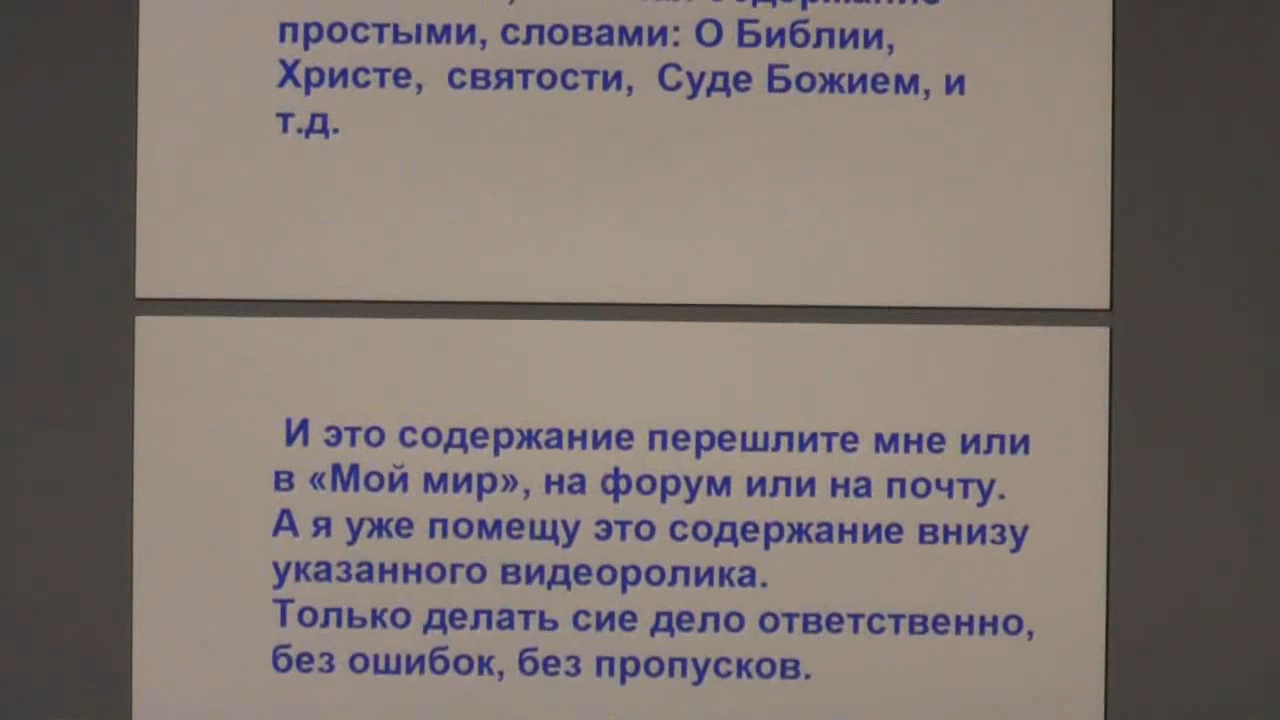 простыми, словами: О Библии,
Христе, святости, Суде Божием, и
т.д.
И это содержание перешлите мне или
в «Мой мир», на форум или на почту.
А я уже помещу это содержание внизу
указанного видеоролика.
Только делать сие дело ответственно,
без ошибок, без пропусков.